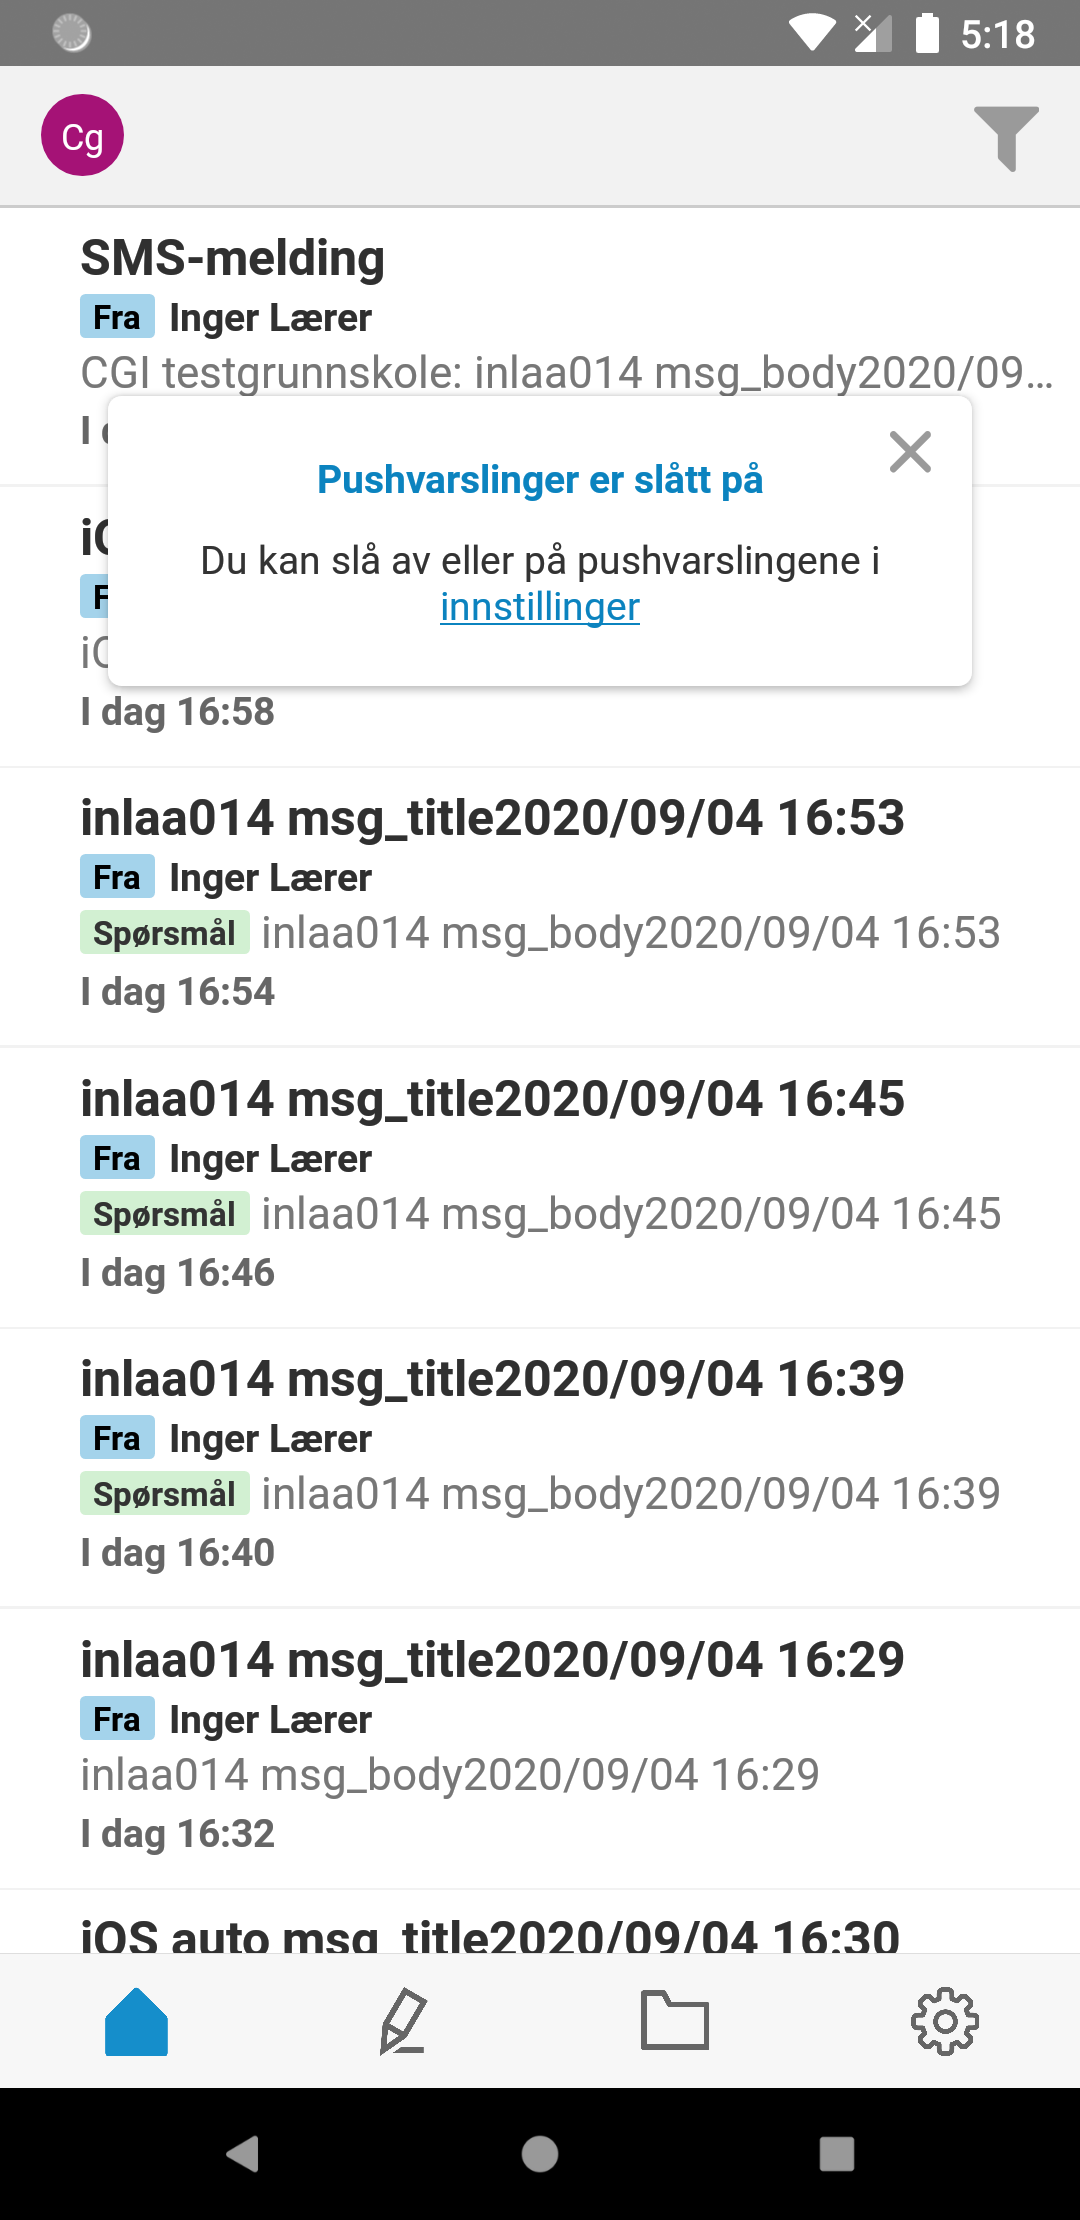 5:18
Cg
SMS-melding
Fra Inger Lærer
CGI testgrunnskole: inlaa014 msg_body2020/09...
I
Pushvarslinger er slått på
Du kan slå av eller på pushvarslingene i
innstillinger
I dag 16:58
inlaa014 msg_title2020/09/04 16:53
Fra Inger Lærer
Spørsmål inlaa014 msg_body2020/09/04 16:53
I dag 16:54
inlaa014 msg_title2020/09/04 16:45
Fra Inger Lærer
Spørsmål inlaa014 msg_body2020/09/04 16:45
I dag 16:46
inlaa014 msg_title2020/09/04 16:39
Fra Inger Lærer
Spørsmål inlaa014 msg_body2020/09/04 16:39
I dag 16:40
inlaa014 msg_title2020/09/04 16:29
Fra Inger Lærer
inlaa014 msg_body2020/09/04 16:29
I dag 16:32
iOS auto msg_title2020/09/04 16:30